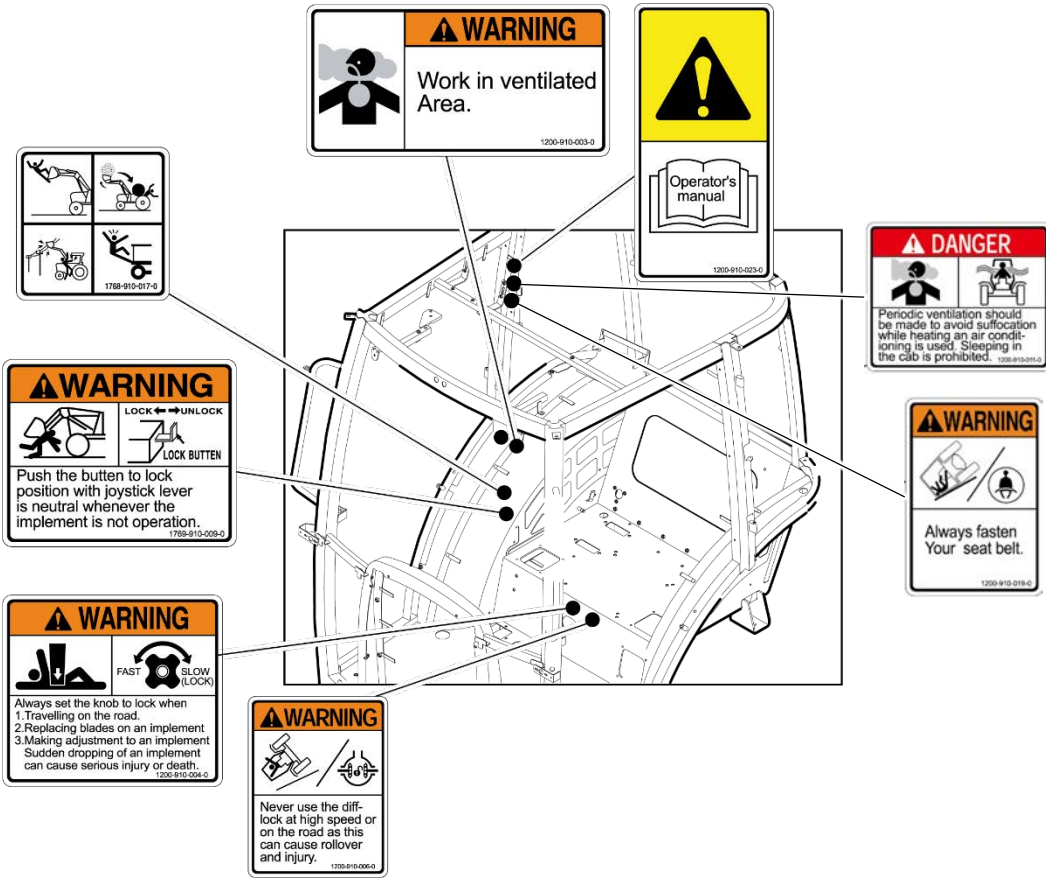 WARNING
Work in ventilated
Area.
1200-910-003-0
Operator's
manual
1200-910-023-0
1768-910-017-0
DANGER
Periodic ventilation should
be made to avoid suffocation
while heating an air condit-
ioning is used. Sleeping in
the cab is prohibited. 1200-910-011-0
WARNING
LOCK UNLOCK
LOCK BUTTEN
Push the butten to lock
position with joystick lever
is neutral whenever the
implement is not operation.
1769-910-009-0
WARNING
Always fasten
Your seat belt.
1200-910-019-0
WARNING
FAST SLOW
(LOCK)
Always set the knob to lock when
1.Travelling on the road.
2.Replacing blades on an implement
3.Making adjustment to an implement
Sudden dropping of an implement
can cause serious injury or death.
1200-910-004-0
WARNING
Never use the diff-
lock at high speed or
on the road as this
can cause rollover
and injury.
1200-910-006-0